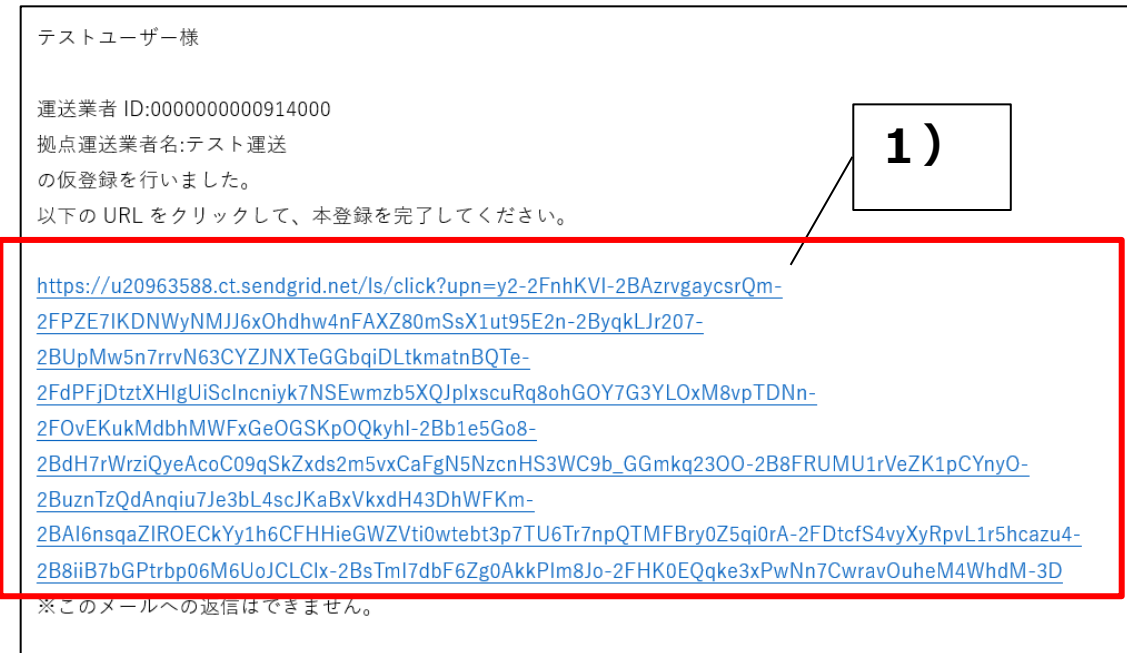 テストユーザー様
運送業者 ID:0000000000914000
拠点運送業者名:テスト運送
の仮登録を行いました。
以下の URL をクリックして、本登録を完了してください。
1)
https://u20963588.ct.sendgrid.net/ls/click?upn=y2-2FnhKVI-2BAzrvgaycsrQm-
2FPZE7IKDNWyNMJJ6xOhdhw4nFAXZ80mSsX1ut95E2n-2ByqkLJr207-
2BUpMw5n7rrvN63CYZJNXTeGGbqiDLtkmatnBQTe-
2FdPFjDtztXHIgUiScIncniyk7NSEwmzb5XQJpIxscuRq8ohGOY7G3YLOxM8vpTDNn-
2FOvEKukMdbhMWFxGeOGSKpOQkyhI-2Bb1e5Go8-
2BdH7rWrziQyeAcoC09qSkZxds2m5vxCaFgN5NzcnHS3WC9b_GGmkq23OO-2B8FRUMU1rVeZK1pCYnyO-
2BuznTzQdAnqiu7Je3bL4scJKaBxVkxdH43DhWFKm-
2BAI6nsqaZIROECkYy1h6CFHHieGWZVti0wtebt3p7TU6Tr7npQTMFBry0Z5qi0rA-2FDtcfS4vyXyRpvL1r5hcazu4-
2B8iiB7bGPtrbp06M6UoJCLCIx-2BsTmI7dbF6Zg0AkkPIm8Jo-2FHK0EQqke3xPwNn7CwravOuheM4WhdM-3D
※このメールへの返信はできません。